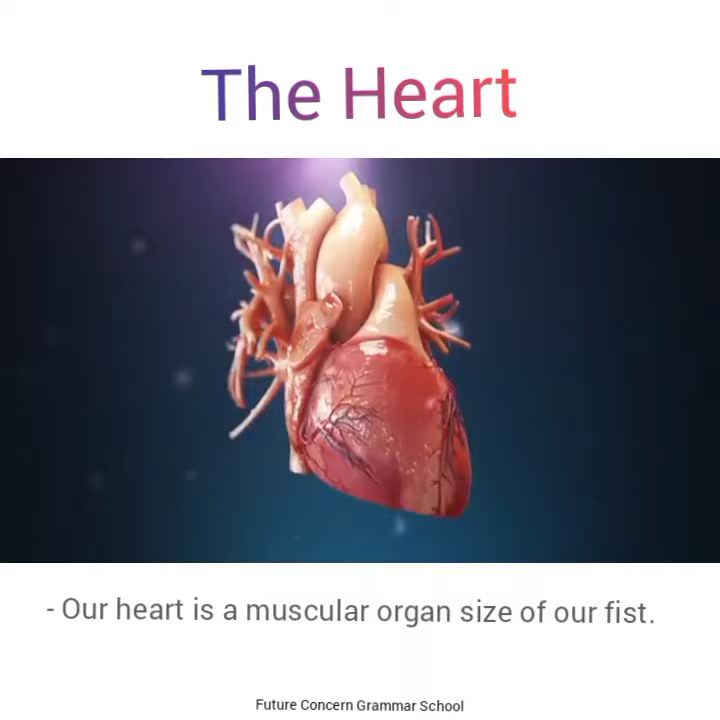 The Heart
- Our heart is a muscular organ size of our fist.
Future Concern Grammar School